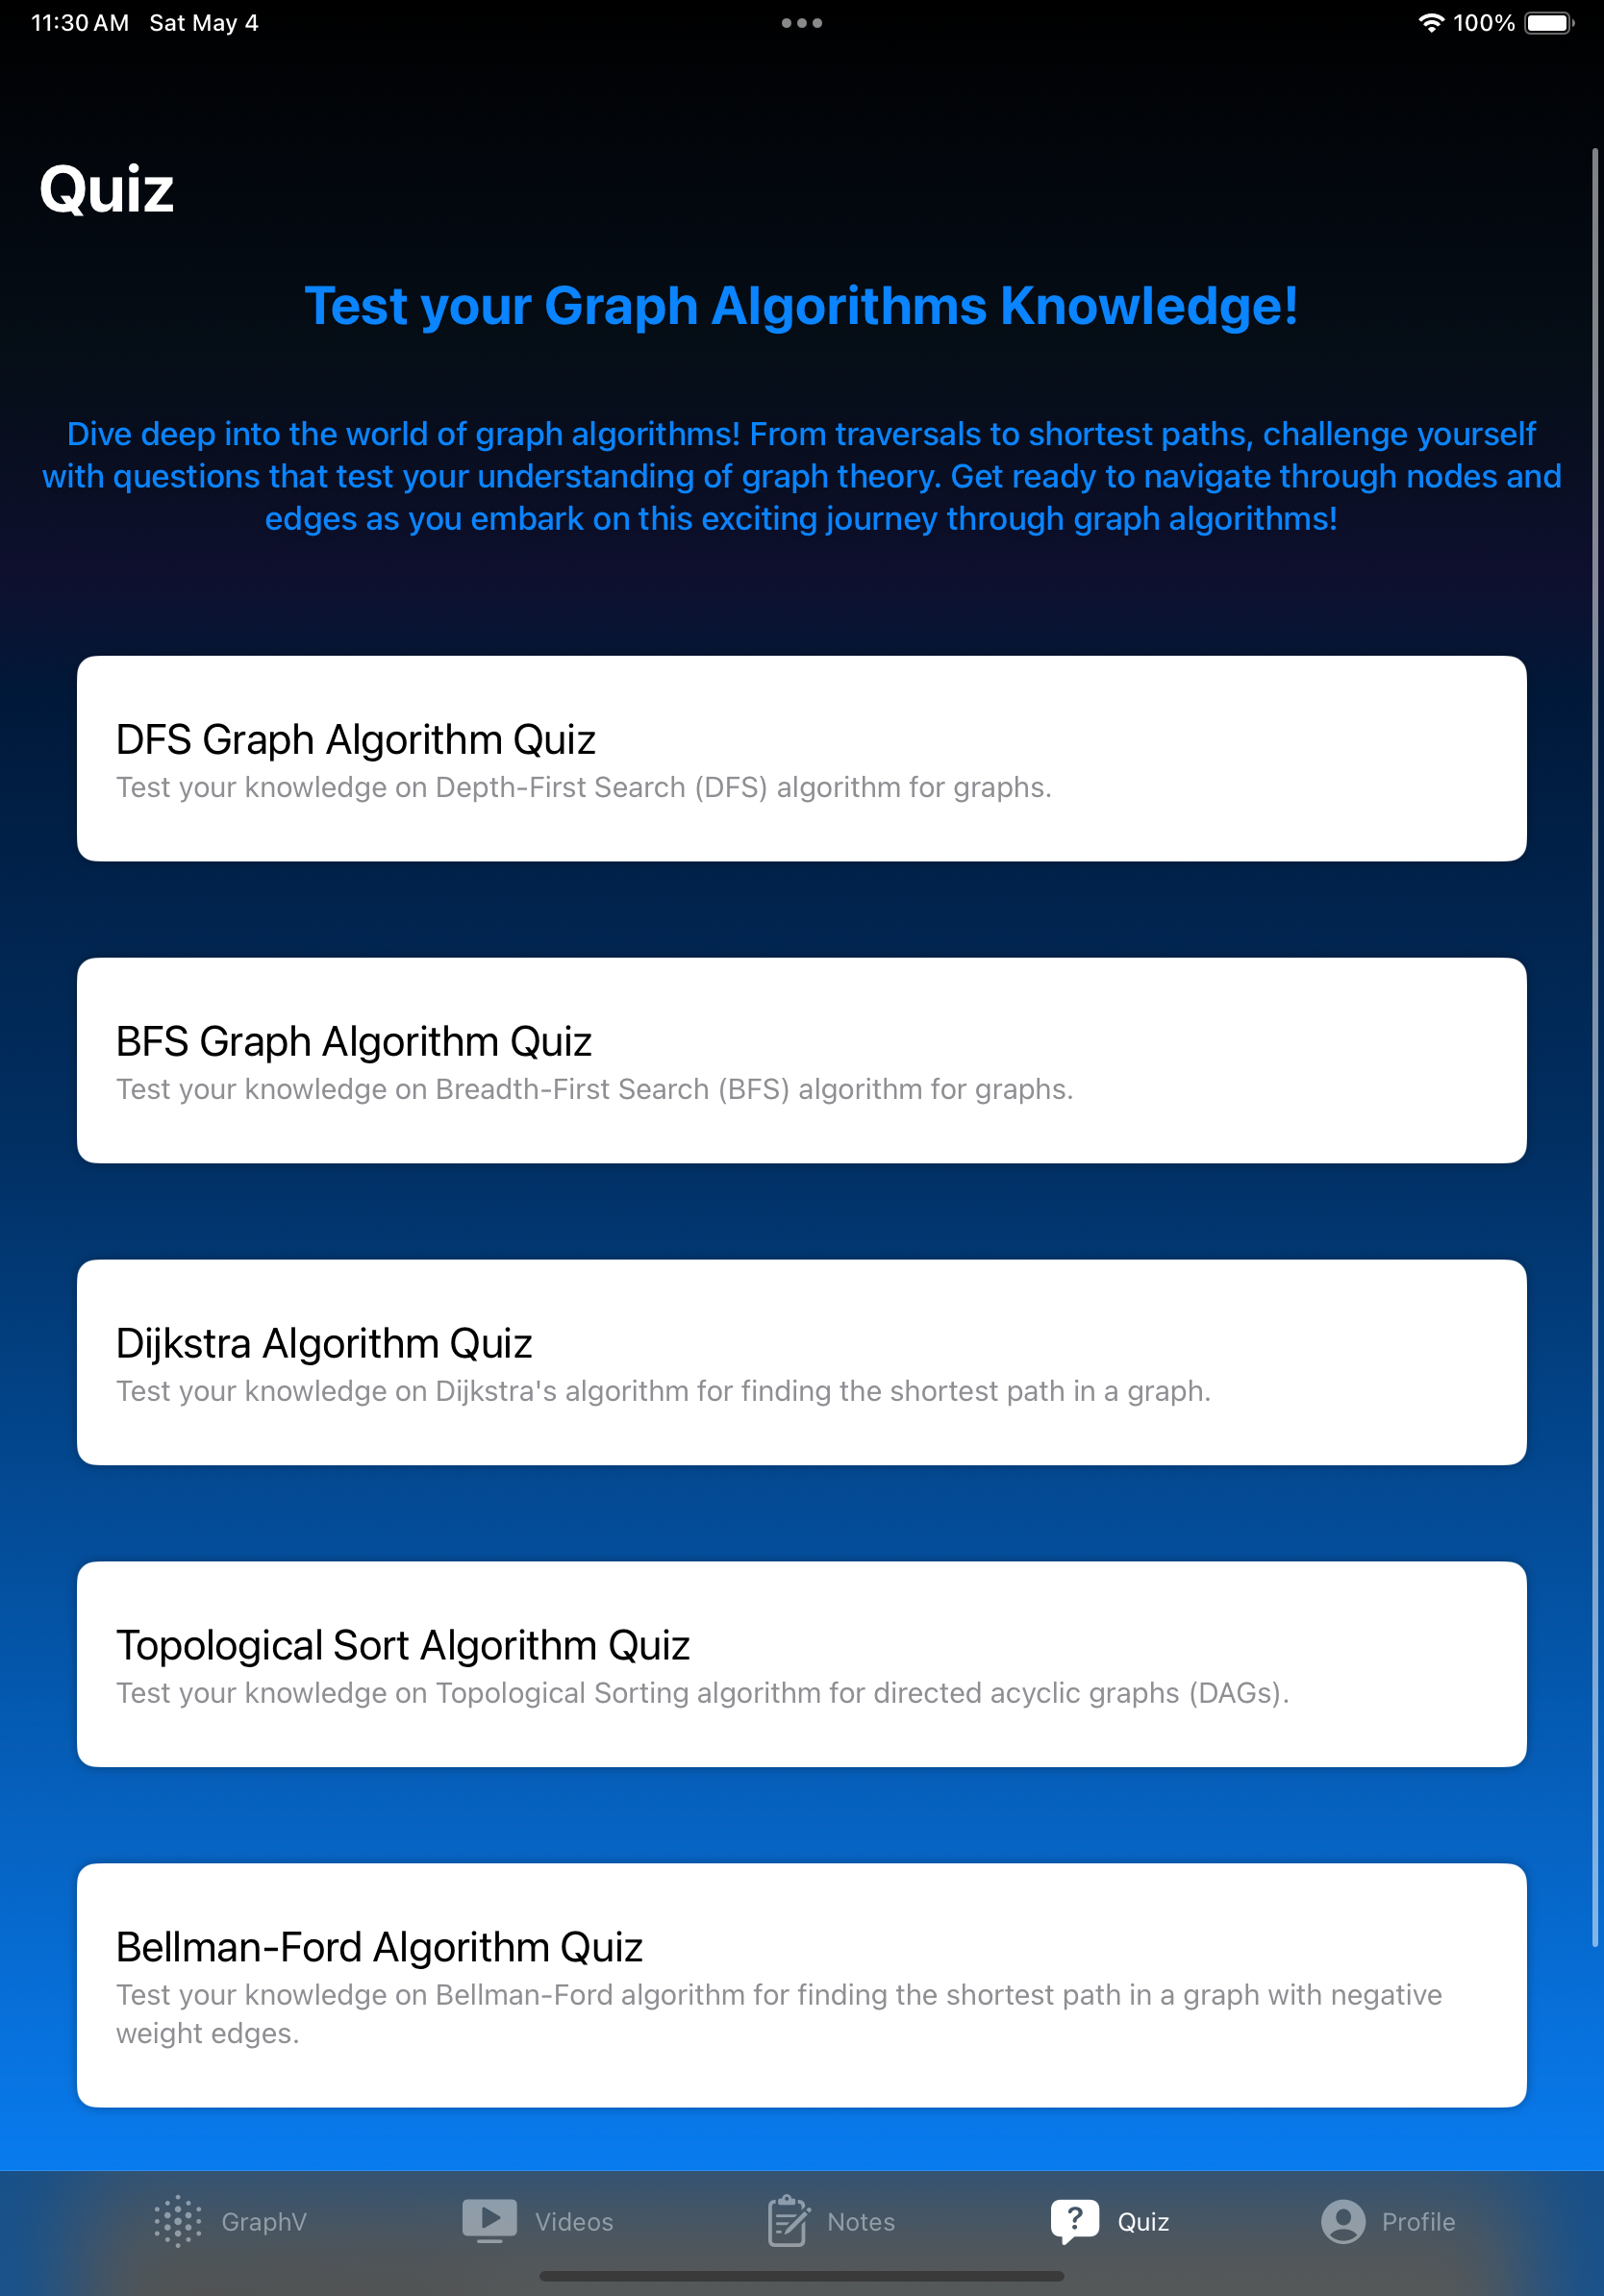 11:30 AM Sat May 4
100%
Quiz
Test your Graph Algorithms Knowledge!
Dive deep into the world of graph algorithms! From traversals to shortest paths, challenge yourself
with questions that test your understanding of graph theory. Get ready to navigate through nodes and
edges as you embark on this exciting journey through graph algorithms!
DFS Graph Algorithm Quiz
Test your knowledge on Depth-First Search (DFS) algorithm for graphs.
BFS Graph Algorithm Quiz
Test your knowledge on Breadth-First Search (BFS) algorithm for graphs.
Dijkstra Algorithm Quiz
Test your knowledge on Dijkstra's algorithm for finding the shortest path in a graph.
Topological Sort Algorithm Quiz
Test your knowledge on Topological Sorting algorithm for directed acyclic graphs (DAGs).
Bellman-Ford Algorithm Quiz
Test your knowledge on Bellman-Ford algorithm for finding the shortest path in a graph with negative
weight edges.
GraphV Videos Notes Quiz Profile